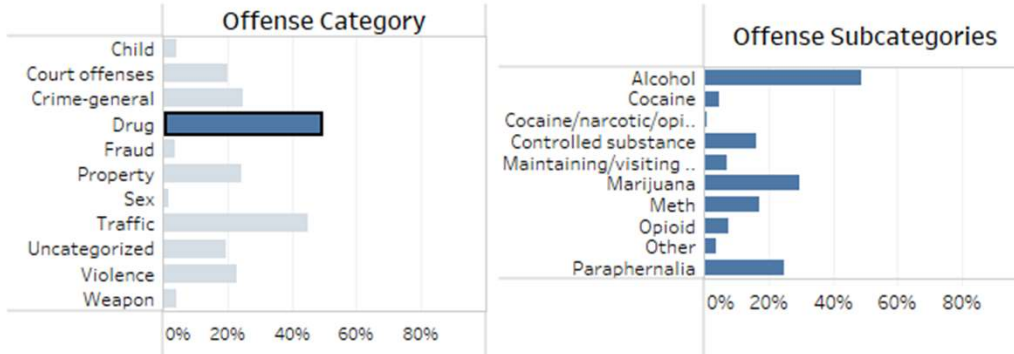 Offense Category
Child
Court offenses
Crime-general
Drug
Fraud
Property
Sex
Traffic
Uncategorized
Violence
Weapon
0% 20% 40% 60% 80%
Offense Subcategories
Alcohol
Cocaine
Cocaine/narcotic/opi..
Controlled substance
Maintaining/visiting ..
Marijuana
Meth
Opioid
Other
Paraphernalia
0% 20% 40% 60% 80%